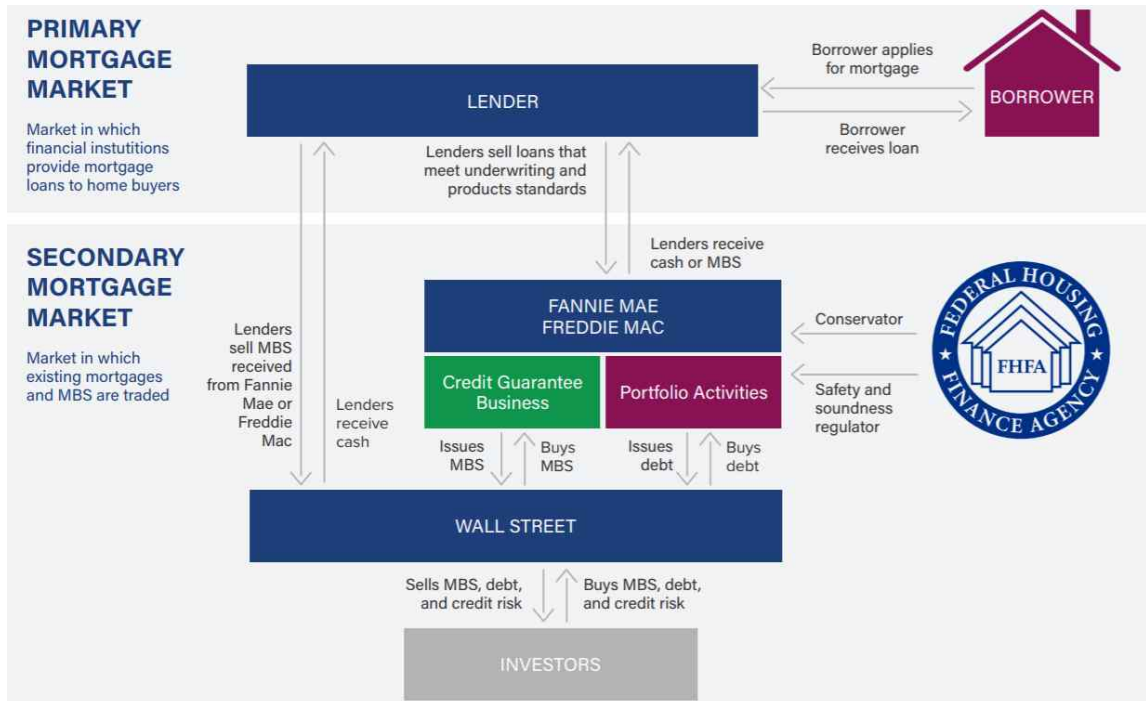 PRIMARY
MORTGAGE
MARKET
Market in which
financial instutitions
provide mortgage
loans to home buyers
LENDER
Borrower applies
for mortgage
BORROWER
Borrower
receives loan
Lenders sell loans that
meet underwriting and
products standards
SECONDARY
MORTGAGE
MARKET
Market in which
existing mortgages
and MBS are traded
Lenders
sell MBS
received
from Fannie
Mae or
Freddie
Mac
Lenders
receive
cash
Lenders receive
cash or MBS
FANNIE MAE
FREDDIE MAC
Credit Guarantee
Business
Portfolio Activities
Conservator
Safety and
soundness
regulator
FEDERAL HOUSING
FHFA
FINANCE AGENCY
Issues
MBS
Buys
MBS
Issues
debt
Buys
debt
WALL STREET
Sells MBS, debt,
and credit risk
Buys MBS, debt,
and credit risk
INVESTORS